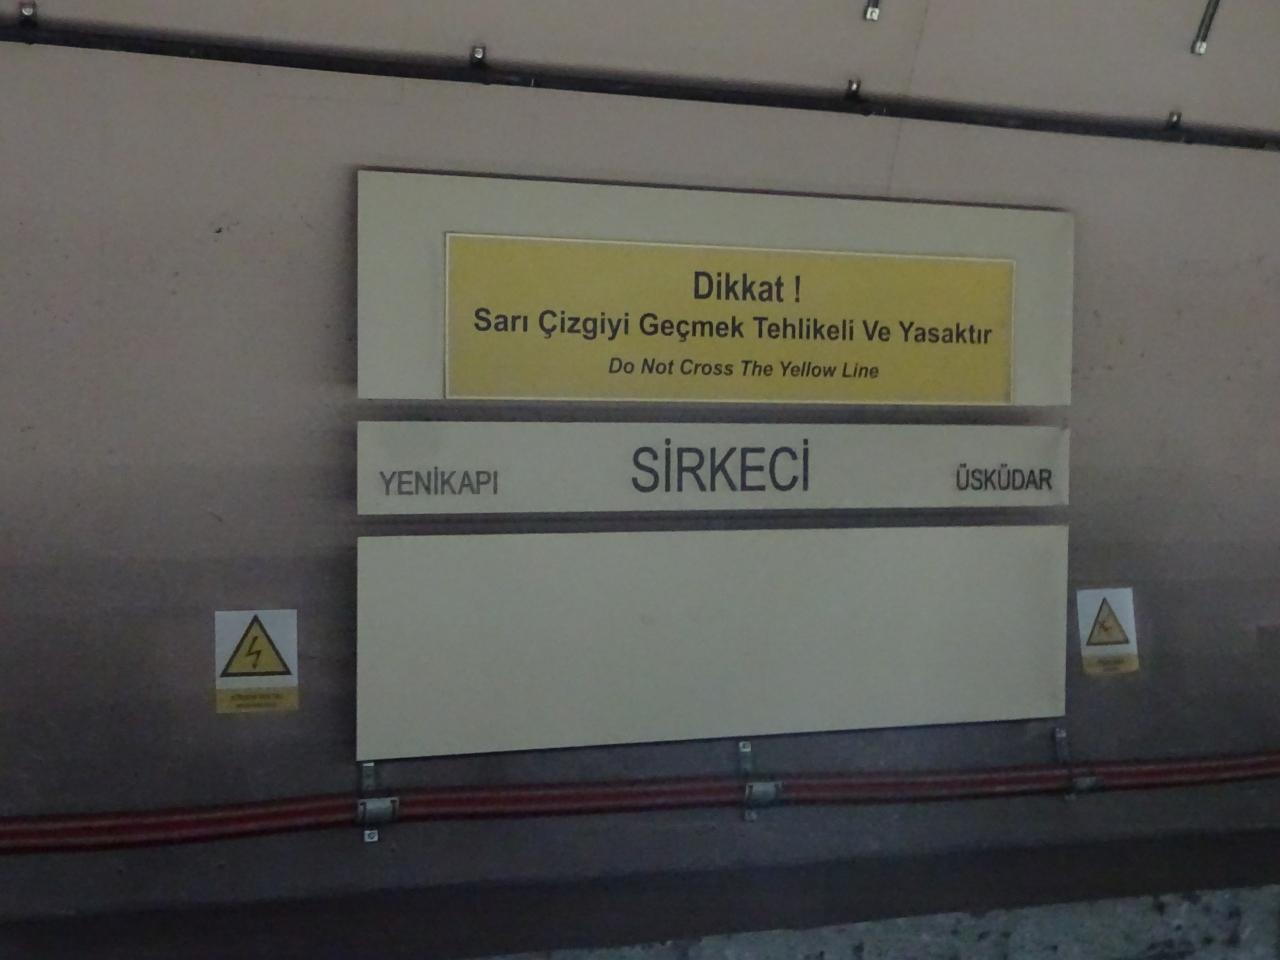 Dikkat !
Sarı Çizgiyi Geçmek Tehlikeli Ve Yasaktır
Do Not Cross The Yellow Line
YENİKAPI
SİRKECİ
ÜSKÜDAR